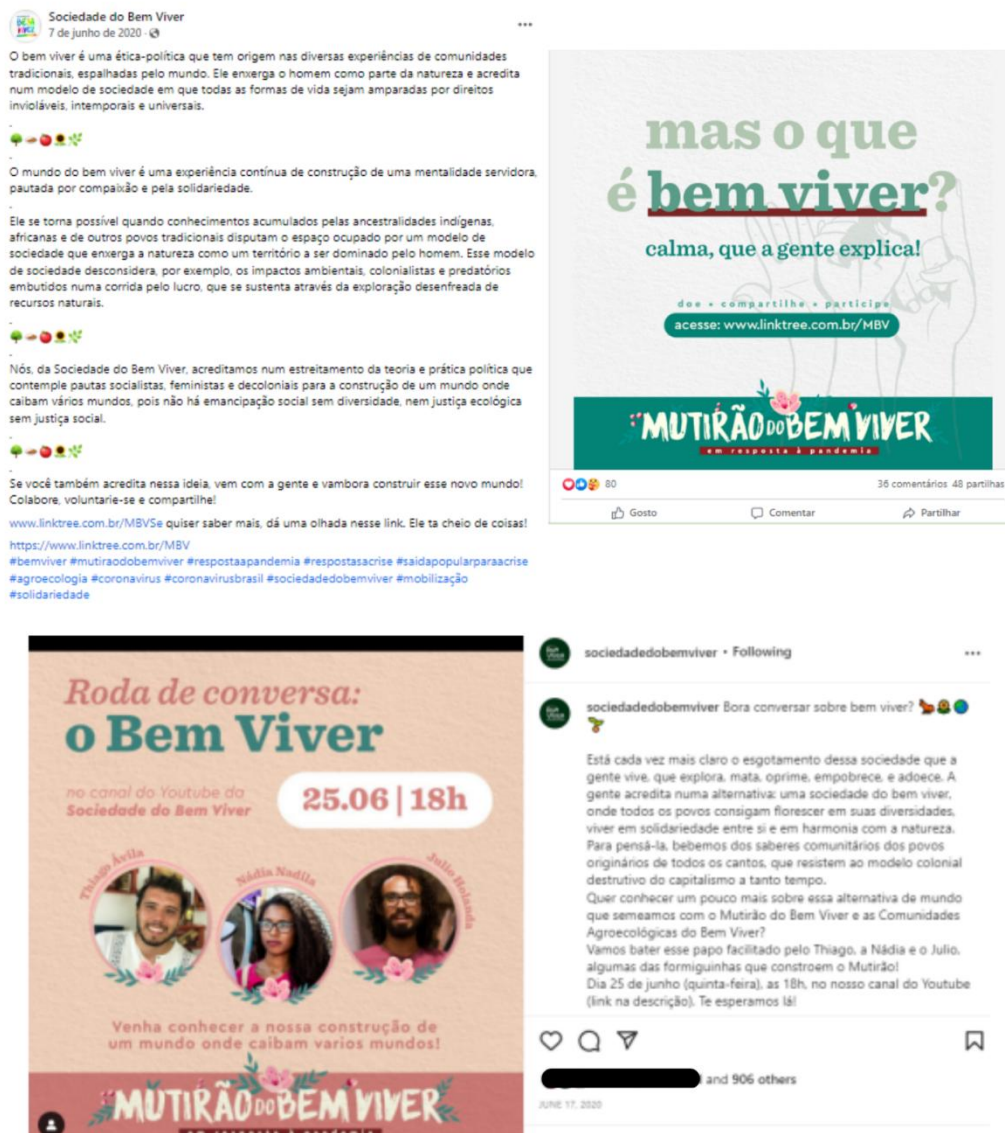 Sociedade do Bem Viver
7 de junho de 2020 ·
O bem viver é uma ética-política que tem origem nas diversas experiências de comunidades
tradicionais, espalhadas pelo mundo. Ele enxerga o homem como parte da natureza e acredita
num modelo de sociedade em que todas as formas de vida sejam amparadas por direitos
invioláveis, intemporais e universais.
.
🌳🥜🍎🌻🌿
.
O mundo do bem viver é uma experiência contínua de construção de uma mentalidade servidora,
pautada por compaixão e pela solidariedade.
.
Ele se torna possível quando conhecimentos acumulados pelas ancestralidades indígenas,
africanas e de outros povos tradicionais disputam o espaço ocupado por um modelo de
sociedade que enxerga a natureza como um território a ser dominado pelo homem. Esse modelo
de sociedade desconsidera, por exemplo, os impactos ambientais, colonialistas e predatórios
embutidos numa corrida pelo lucro, que se sustenta através da exploração desenfreada de
recursos naturais.
.
🌳🥜🍎🌻🌿
.
Nós, da Sociedade do Bem Viver, acreditamos num estreitamento da teoria e prática política que
contemple pautas socialistas, feministas e decoloniais para a construção de um mundo onde
caibam vários mundos, pois não há emancipação social sem diversidade, nem justiça ecológica
sem justiça social.
.
🌳🥜🍎🌻🌿
.
Se você também acredita nessa ideia, vem com a gente e vambora construir esse novo mundo!
Colabore, voluntarie-se e compartilhe!
www.linktree.com.br/MBVSe quiser saber mais, dá uma olhada nesse link. Ele ta cheio de coisas!
https://www.linktree.com.br/MBV
#bemviver #mutiraodobemviver #respostaapandemia #respostasacrise #saidapopularparaacrise
#agroecologia #coronavirus #coronavirusbrasil #sociedadedobemviver #mobilização
#solidariedade
mas o que
é bem viver?
calma, que a gente explica!
doe • compartilhe • participe
acesse: www.linktree.com.br/MBV
MUTIRÃO DO BEM VIVER
em resposta à pandemia
80
36 comentários 48 partilhas
Gosto
Comentar
Partilhar
Roda de conversa:
o Bem Viver
no canal do Youtube da
Sociedade do Bem Viver
25.06 | 18h
Thiago Ávila
Nádia Nadila
Julio Holanda
Venha conhecer a nossa construção de
um mundo onde caibam varios mundos!
MUTIRÃO DO BEM VIVER
em resposta à pandemia
sociedadedobemviver • Following
sociedadedobemviver Bora conversar sobre bem viver?
Está cada vez mais claro o esgotamento dessa sociedade que a
gente vive, que explora, mata, oprime, empobrece, e adoece. A
gente acredita numa alternativa: uma sociedade do bem viver,
onde todos os povos consigam florescer em suas diversidades,
viver em solidariedade entre si e em harmonia com a natureza.
Para pensá-la, bebemos dos saberes comunitários dos povos
originários de todos os cantos, que resistem ao modelo colonial
destrutivo do capitalismo a tanto tempo.
Quer conhecer um pouco mais sobre essa alternativa de mundo
que semeamos com o Mutirão do Bem Viver e as Comunidades
Agroecológicas do Bem Viver?
Vamos bater esse papo facilitado pelo Thiago, a Nádia e o Julio,
algumas das formiguinhas que constroem o Mutirão!
Dia 25 de junho (quinta-feira), as 18h, no nosso canal do Youtube
(link na descrição). Te esperamos lá!
and 906 others
JUNE 17, 2020